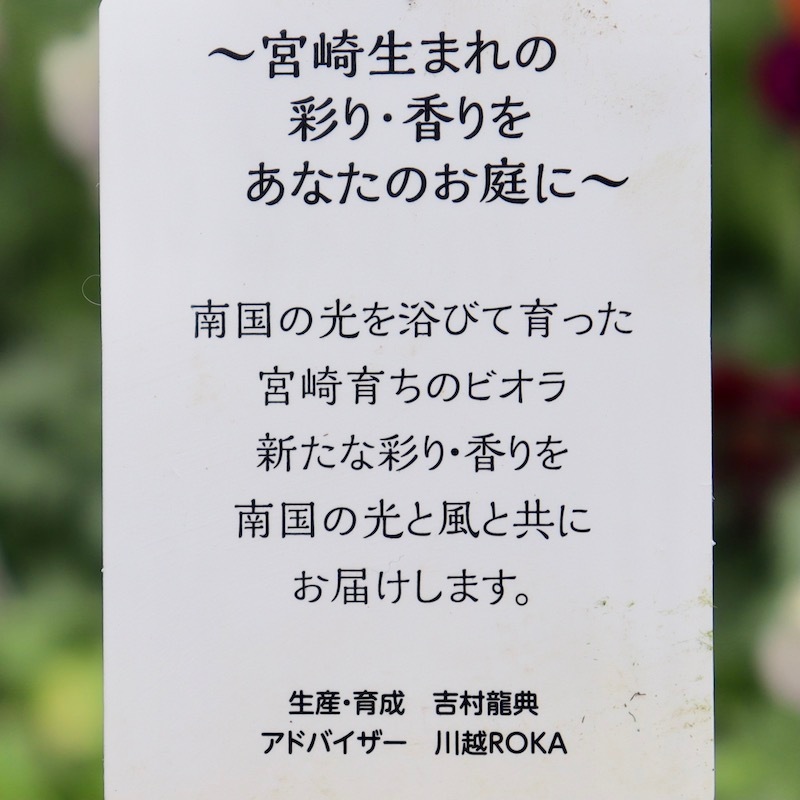 ～宮崎生まれの
彩り・香りを
あなたのお庭に～
南国の光を浴びて育った
宮崎育ちのビオラ
新たな彩り・香りを
南国の光と風と共に
お届けします。
生産・育成　吉村龍典
アドバイザー　川越ROKA